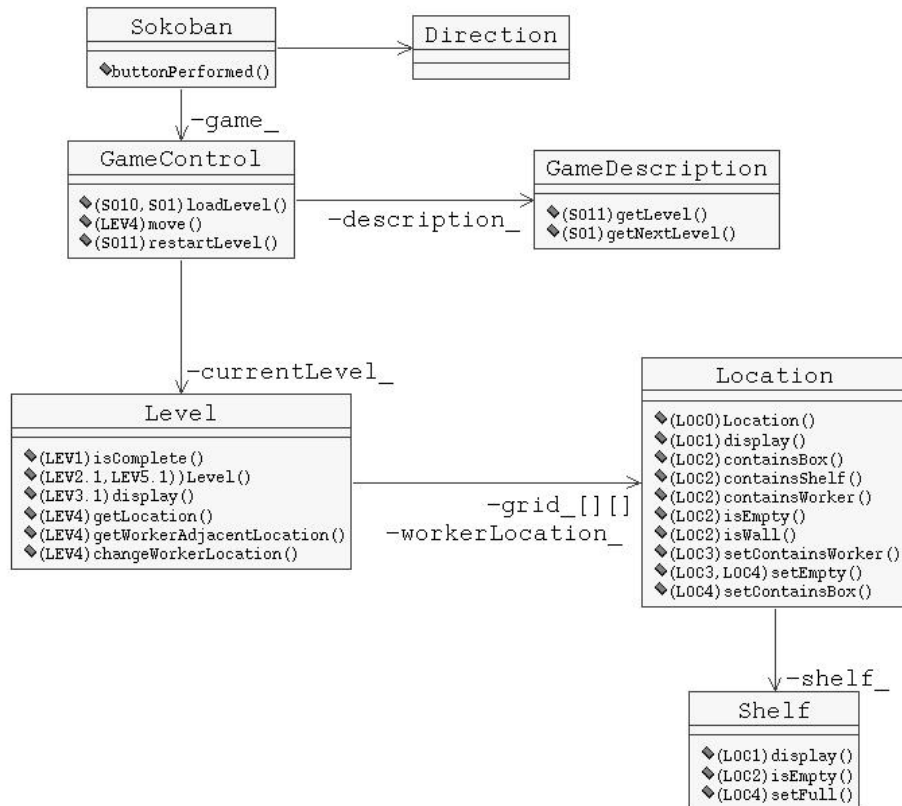 Sokoban
buttonPerformed()
Direction
-game_
GameControl
(SO10, SO1)loadLevel()
(LEV4)move()
(SO11)restartLevel()
-description_
GameDescription
(SO11)getLevel()
(SO1)getNextLevel()
-currentLevel_
Level
(LEV1)isComplete()
(LEV2.1,LEV5.1))Level()
(LEV3.1)display()
(LEV4)getLocation()
(LEV4)getWorkerAdjacentLocation()
(LEV4)changeWorkerLocation()
-grid_[][]
-workerLocation_
Location
(LOC0)Location()
(LOC1)display()
(LOC2)containsBox()
(LOC2)containsShelf()
(LOC2)containsWorker()
(LOC2)isEmpty()
(LOC2)isWall()
(LOC3)setContainsWorker()
(LOC3,LOC4)setEmpty()
(LOC4)setContainsBox()
-shelf_
Shelf
(LOC1)display()
(LOC2)isEmpty()
(LOC4)setFull()